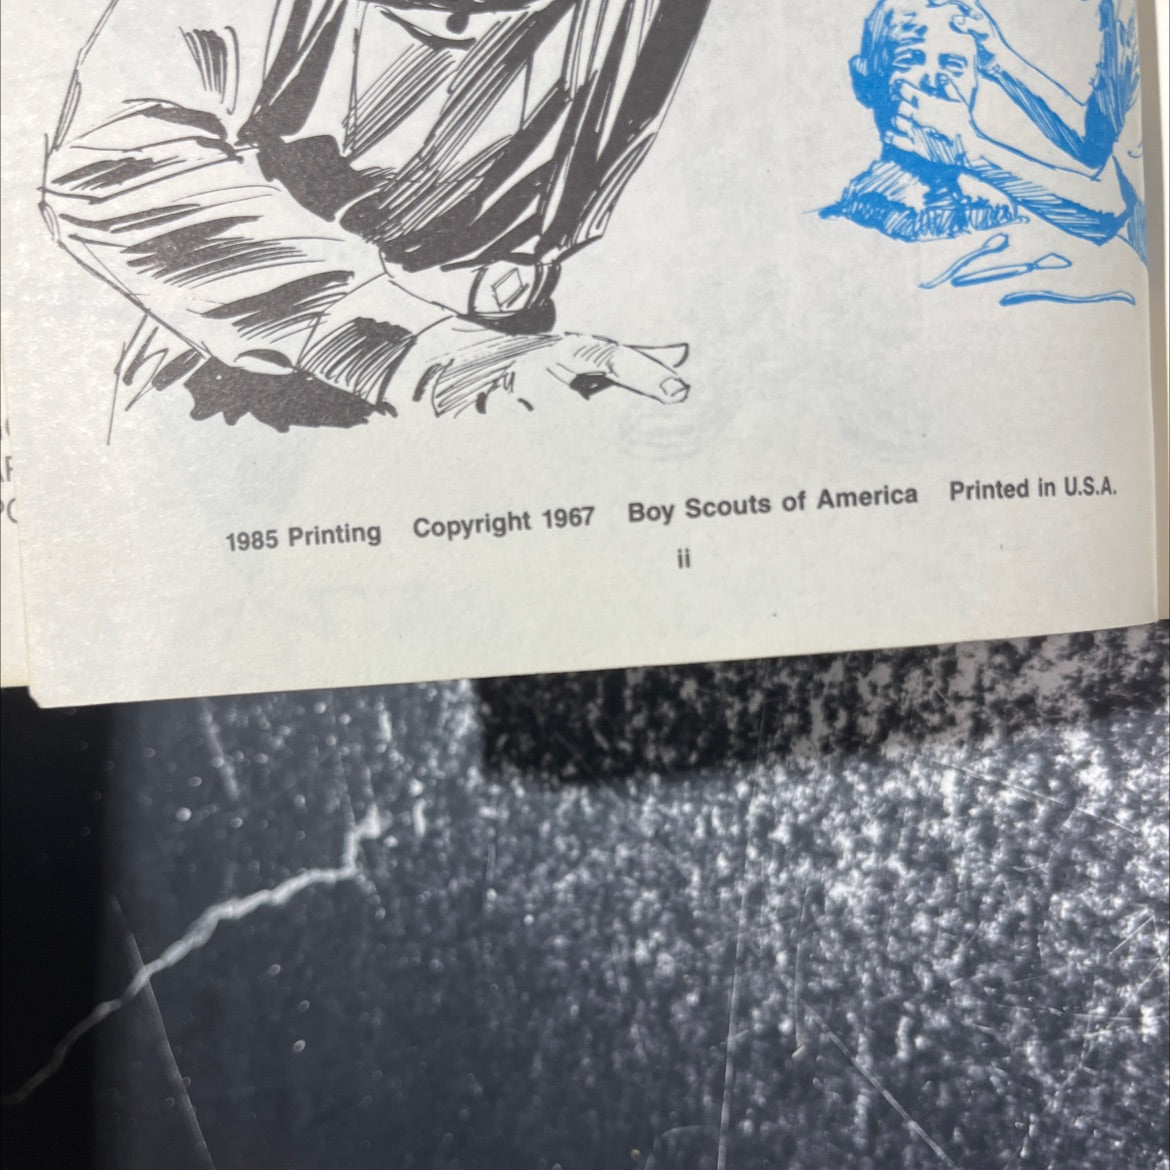 1985 Printing Copyright 1967 Boy Scouts of America Printed in U.S.A.
ii